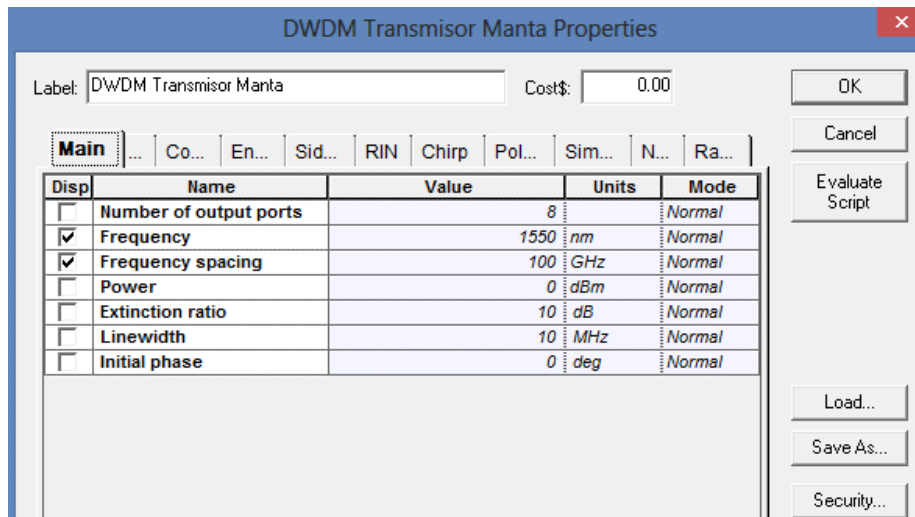 DWDM Transmisor Manta Properties
Label: DWDM Transmisor Manta Cost$: 0.00 OK
Cancel
Main ... Co... En... Sid... RIN Chirp Pol... Sim... N... Ra...
Evaluate Script
Disp Name Value Units Mode
Number of output ports 8 Normal
Frequency 1550 nm Normal
Frequency spacing 100 GHz Normal
Power 0 dBm Normal
Extinction ratio 10 dB Normal
Linewidth 10 MHz Normal
Initial phase 0 deg Normal
Load...
Save As...
Security...